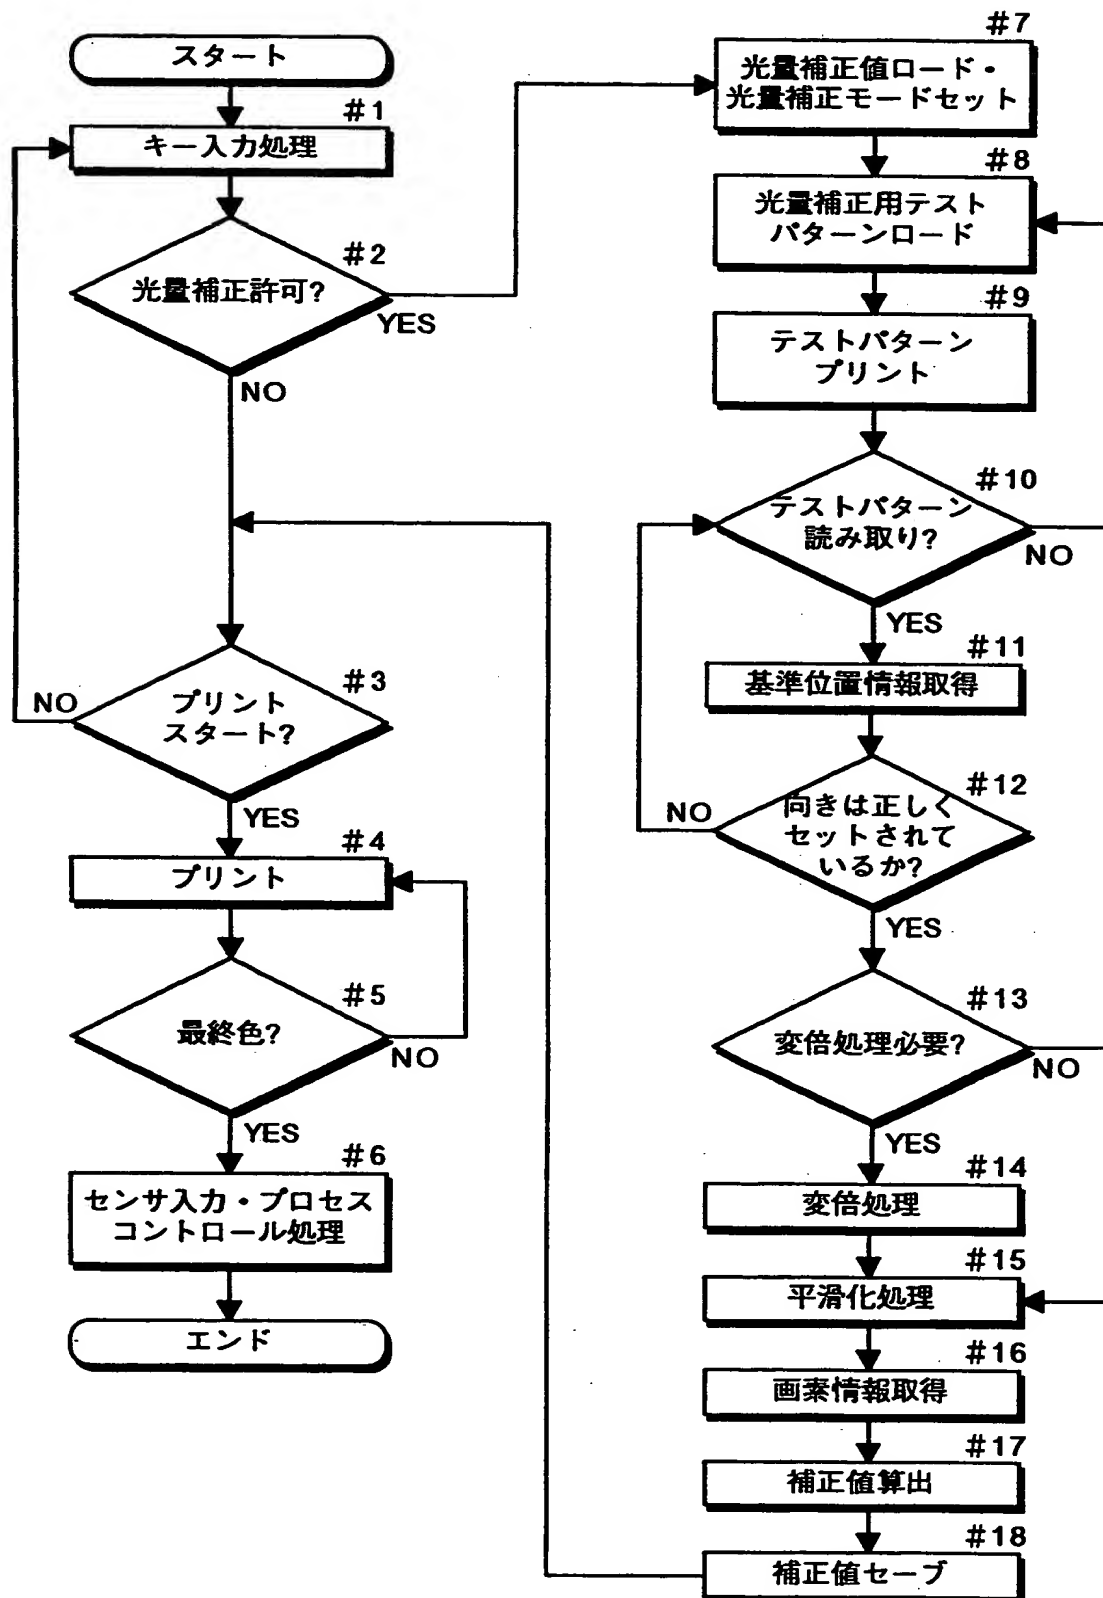 スタート
#1
キー入力処理
#2
光量補正許可?
YES
NO
#3
プリント
スタート?
NO
YES
#4
プリント
#5
最終色?
NO
YES
#6
センサ入力・プロセス
コントロール処理
エンド
#7
光量補正値ロード・
光量補正モードセット
#8
光量補正用テスト
パターンロード
#9
テストパターン
プリント
#10
テストパターン
読み取り?
NO
YES
#11
基準位置情報取得
#12
向きは正しく
セットされて
いるか?
NO
YES
#13
変倍処理必要?
NO
YES
#14
変倍処理
#15
平滑化処理
#16
画素情報取得
#17
補正値算出
#18
補正値セーブ